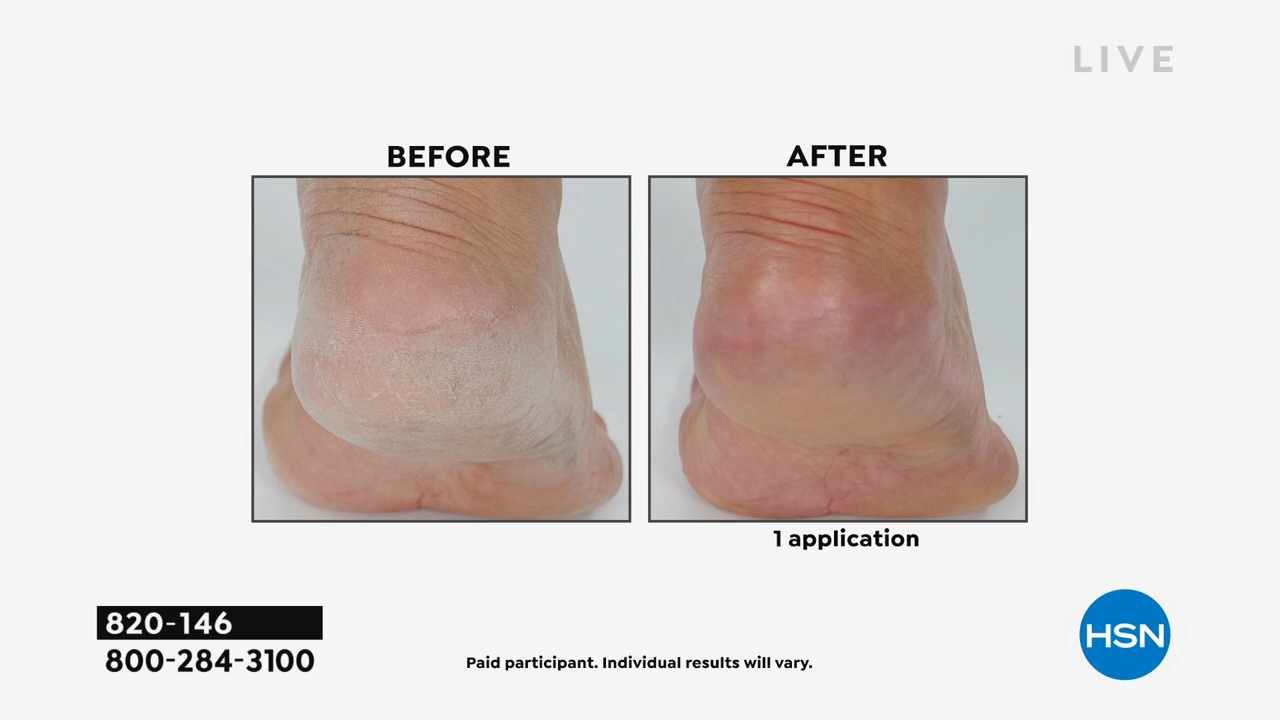 LIVE
BEFORE
AFTER
1 application
820-146
800-284-3100
Paid participant. Individual results will vary.
HSN